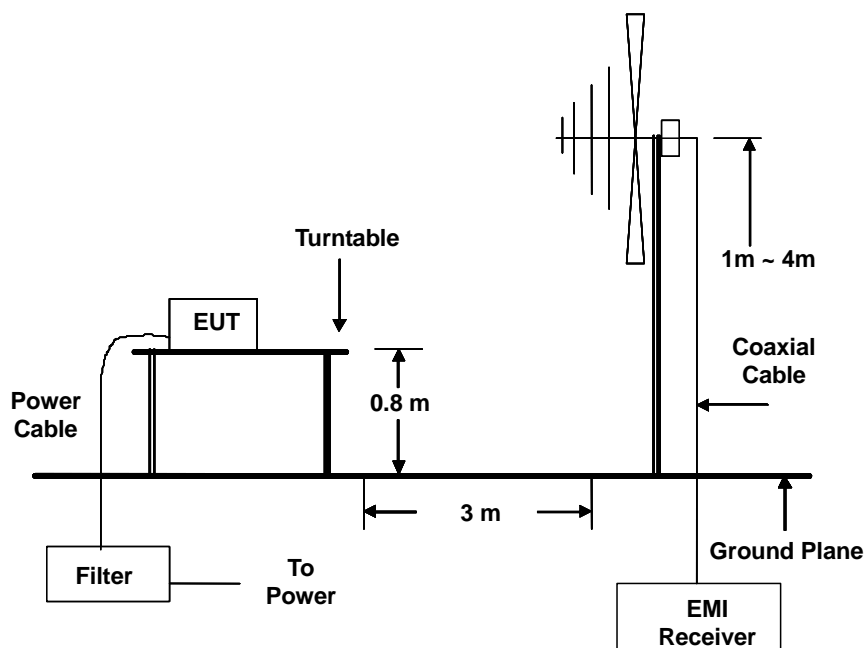 Turntable
1m ~ 4m
EUT
Coaxial
Cable
Power
Cable
0.8 m
3 m
Ground Plane
Filter
To
Power
EMI
Receiver